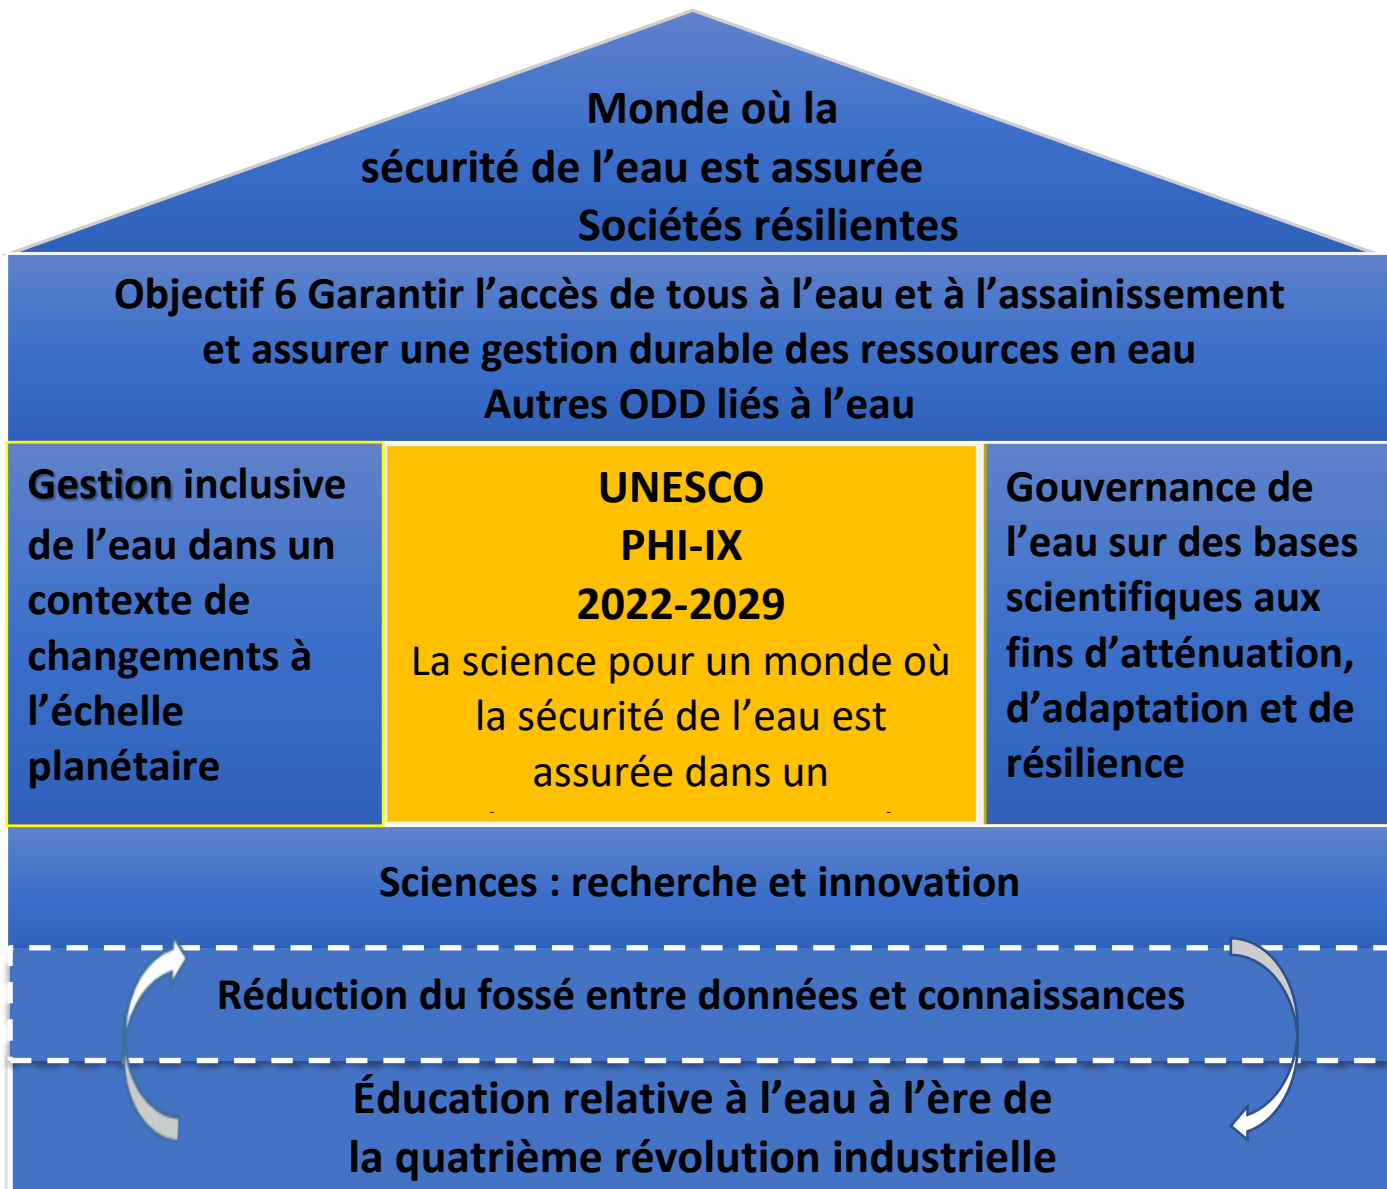 Monde où la
sécurité de l’eau est assurée
Sociétés résilientes
Objectif 6 Garantir l’accès de tous à l’eau et à l’assainissement
et assurer une gestion durable des ressources en eau
Autres ODD liés à l’eau
Gestion inclusive
de l’eau dans un
contexte de
changements à
l’échelle
planétaire
UNESCO
PHI-IX
2022-2029
La science pour un monde où
la sécurité de l’eau est
assurée dans un
Gouvernance de
l’eau sur des bases
scientifiques aux
fins d’atténuation,
d’adaptation et de
résilience
Sciences : recherche et innovation
Réduction du fossé entre données et connaissances
Éducation relative à l’eau à l’ère de
la quatrième révolution industrielle